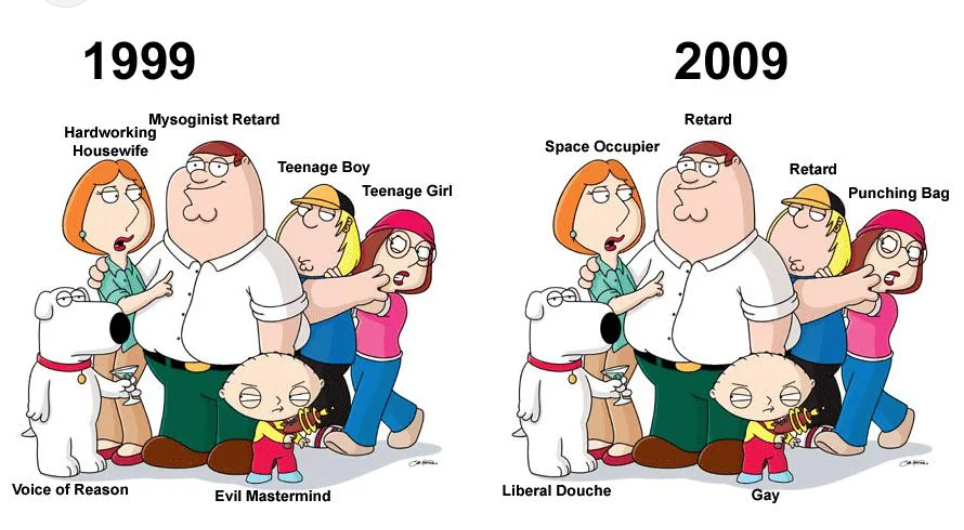 1999
2009
Mysoginist Retard
Hardworking
Housewife
Teenage Boy
Teenage Girl
Voice of Reason
Evil Mastermind
Retard
Space Occupier
Retard
Punching Bag
Liberal Douche
Gay